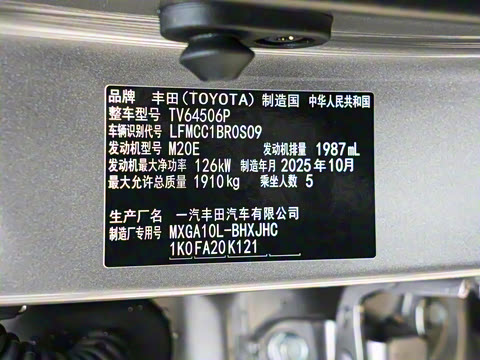 品牌 丰田(TOYOTA) 制造国 中华人民共和国
整车型号 TV64506P
车辆识别代号 LFMCC1BR0S09
发动机型号 M20E 发动机排量 1987mL
发动机最大净功率 126kW 制造年月 2025年10月
最大允许总质量 1910kg 乘坐人数 5
生产厂名 一汽丰田汽车有限公司
制造厂专用号 MXGA10L-BHXJHC
1K0FA20K121